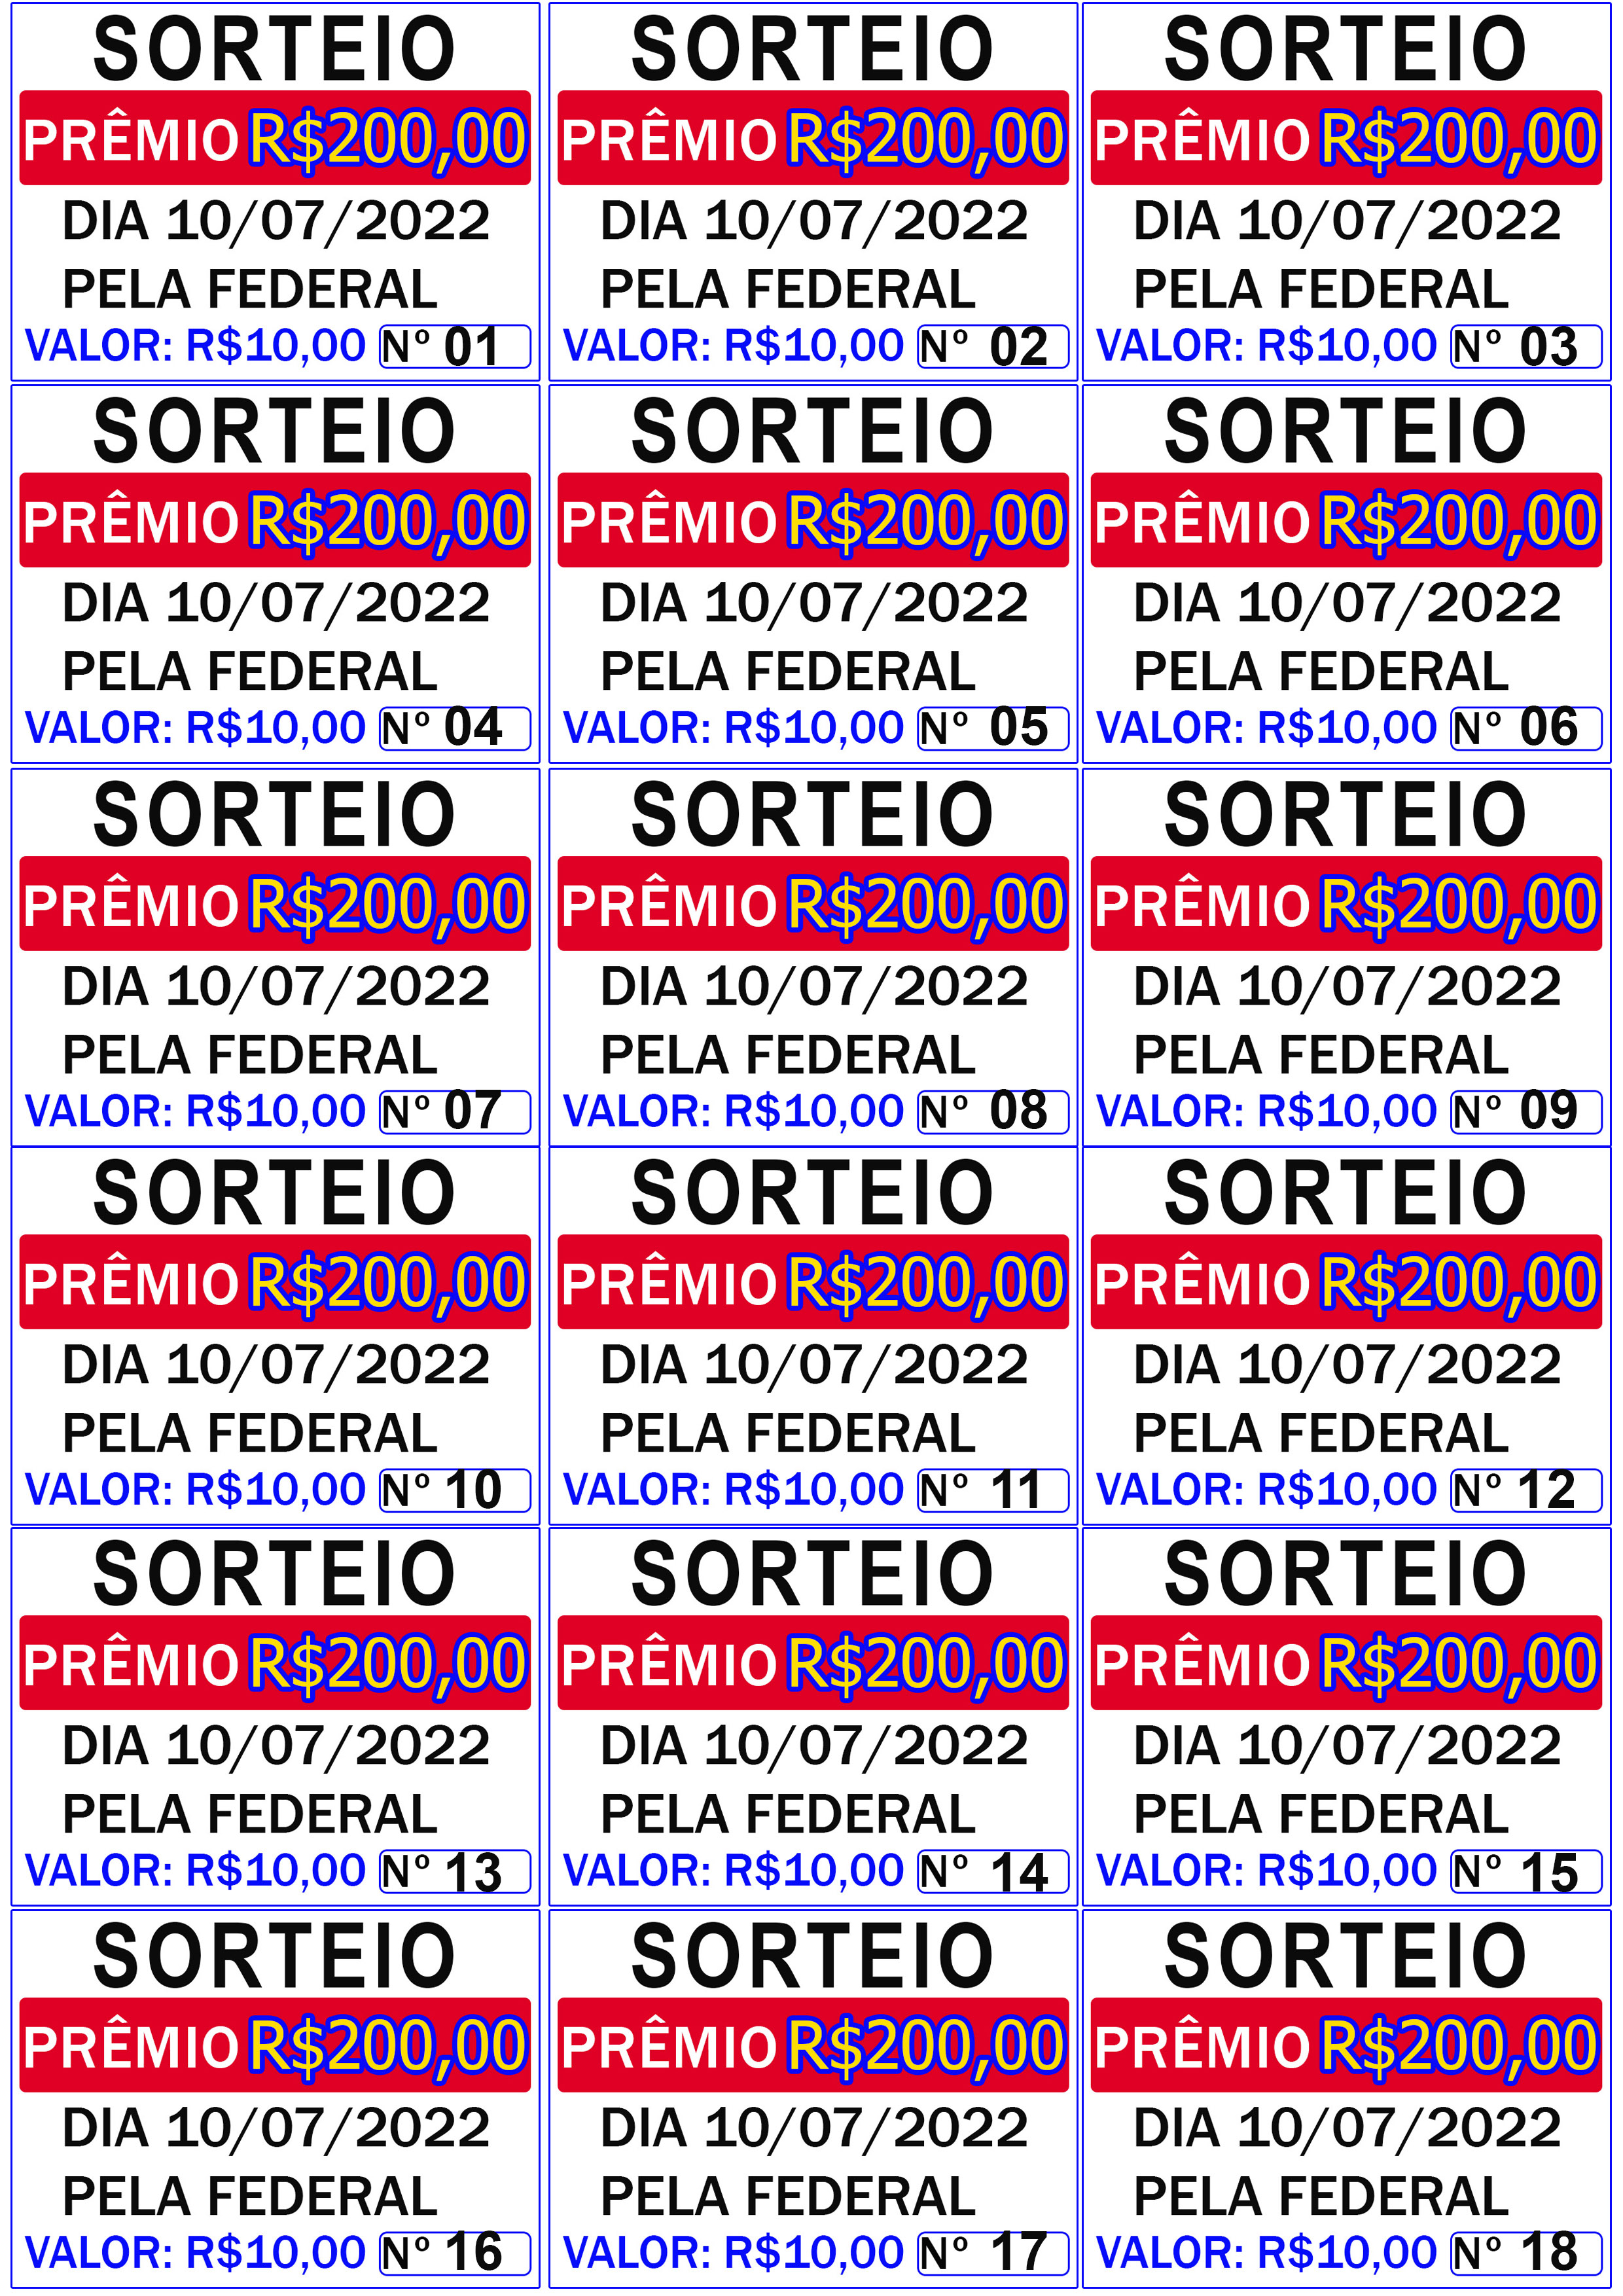 SORTEIO
PRÊMIO R$200,00
DIA 10/07/2022
PELA FEDERAL
VALOR: R$10,00 Nº 01
SORTEIO
PRÊMIO R$200,00
DIA 10/07/2022
PELA FEDERAL
VALOR: R$10,00 Nº 02
SORTEIO
PRÊMIO R$200,00
DIA 10/07/2022
PELA FEDERAL
VALOR: R$10,00 Nº 03
SORTEIO
PRÊMIO R$200,00
DIA 10/07/2022
PELA FEDERAL
VALOR: R$10,00 Nº 04
SORTEIO
PRÊMIO R$200,00
DIA 10/07/2022
PELA FEDERAL
VALOR: R$10,00 Nº 05
SORTEIO
PRÊMIO R$200,00
DIA 10/07/2022
PELA FEDERAL
VALOR: R$10,00 Nº 06
SORTEIO
PRÊMIO R$200,00
DIA 10/07/2022
PELA FEDERAL
VALOR: R$10,00 Nº 07
SORTEIO
PRÊMIO R$200,00
DIA 10/07/2022
PELA FEDERAL
VALOR: R$10,00 Nº 08
SORTEIO
PRÊMIO R$200,00
DIA 10/07/2022
PELA FEDERAL
VALOR: R$10,00 Nº 09
SORTEIO
PRÊMIO R$200,00
DIA 10/07/2022
PELA FEDERAL
VALOR: R$10,00 Nº 10
SORTEIO
PRÊMIO R$200,00
DIA 10/07/2022
PELA FEDERAL
VALOR: R$10,00 Nº 11
SORTEIO
PRÊMIO R$200,00
DIA 10/07/2022
PELA FEDERAL
VALOR: R$10,00 Nº 12
SORTEIO
PRÊMIO R$200,00
DIA 10/07/2022
PELA FEDERAL
VALOR: R$10,00 Nº 13
SORTEIO
PRÊMIO R$200,00
DIA 10/07/2022
PELA FEDERAL
VALOR: R$10,00 Nº 14
SORTEIO
PRÊMIO R$200,00
DIA 10/07/2022
PELA FEDERAL
VALOR: R$10,00 Nº 15
SORTEIO
PRÊMIO R$200,00
DIA 10/07/2022
PELA FEDERAL
VALOR: R$10,00 Nº 16
SORTEIO
PRÊMIO R$200,00
DIA 10/07/2022
PELA FEDERAL
VALOR: R$10,00 Nº 17
SORTEIO
PRÊMIO R$200,00
DIA 10/07/2022
PELA FEDERAL
VALOR: R$10,00 Nº 18